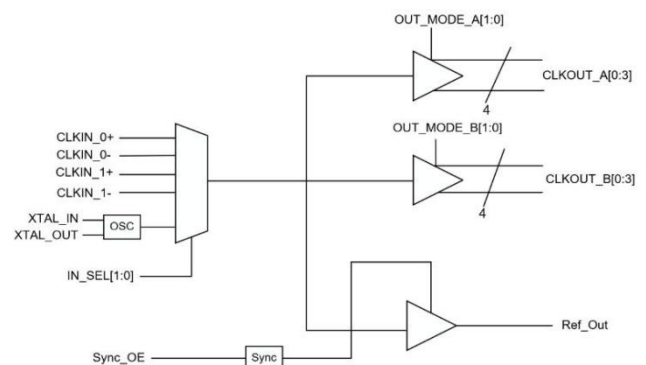 OUT_MODE_A[1:0]
CLKOUT_A[0:3]
4
OUT_MODE_B[1:0]
CLKOUT_B[0:3]
4
CLKIN_0+
CLKIN_0-
CLKIN_1+
CLKIN_1-
XTAL_IN
OSC
XTAL_OUT
IN_SEL[1:0]
Ref_Out
Sync_OE
Sync